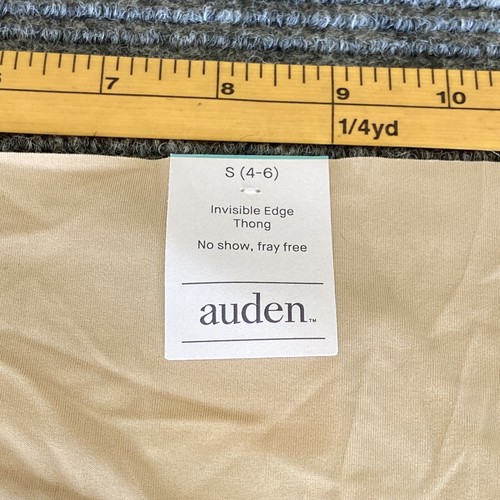 7
8
9
10
1/4yd
S (4-6)
Invisible Edge
Thong
No show, fray free
auden™